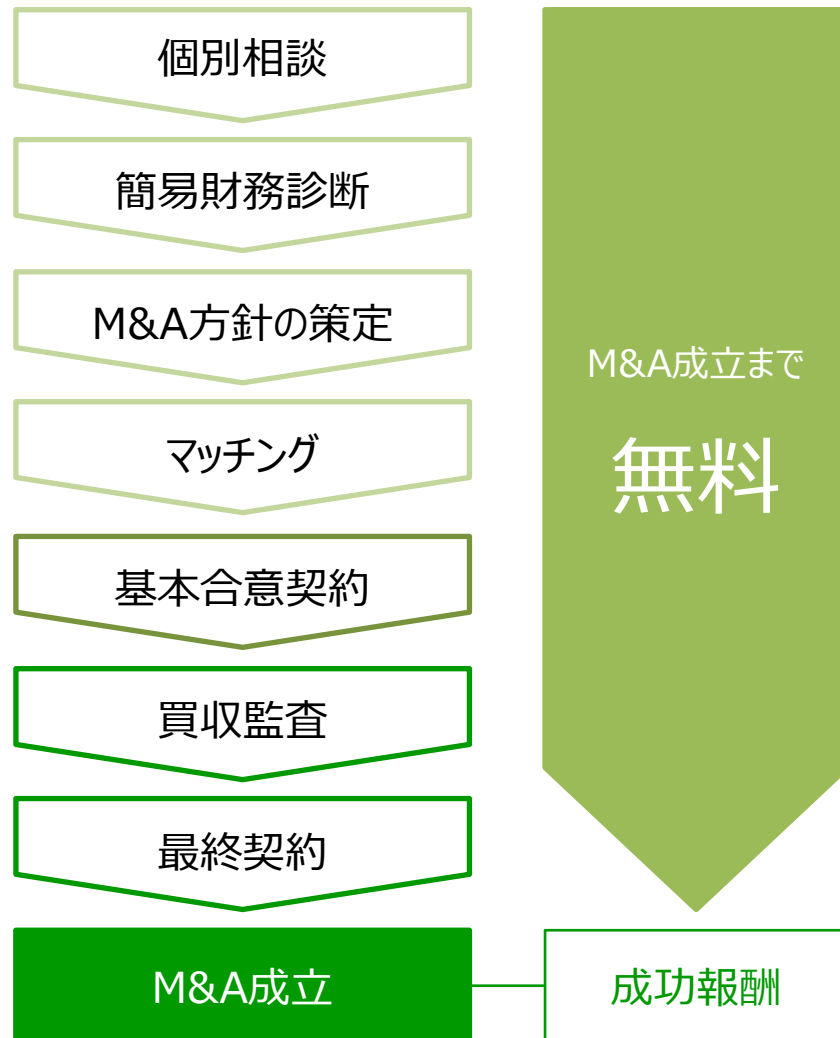 個別相談
簡易財務診断
M&A方針の策定
マッチング
基本合意契約
買収監査
最終契約
M&A成立
M&A成立まで
無料
成功報酬